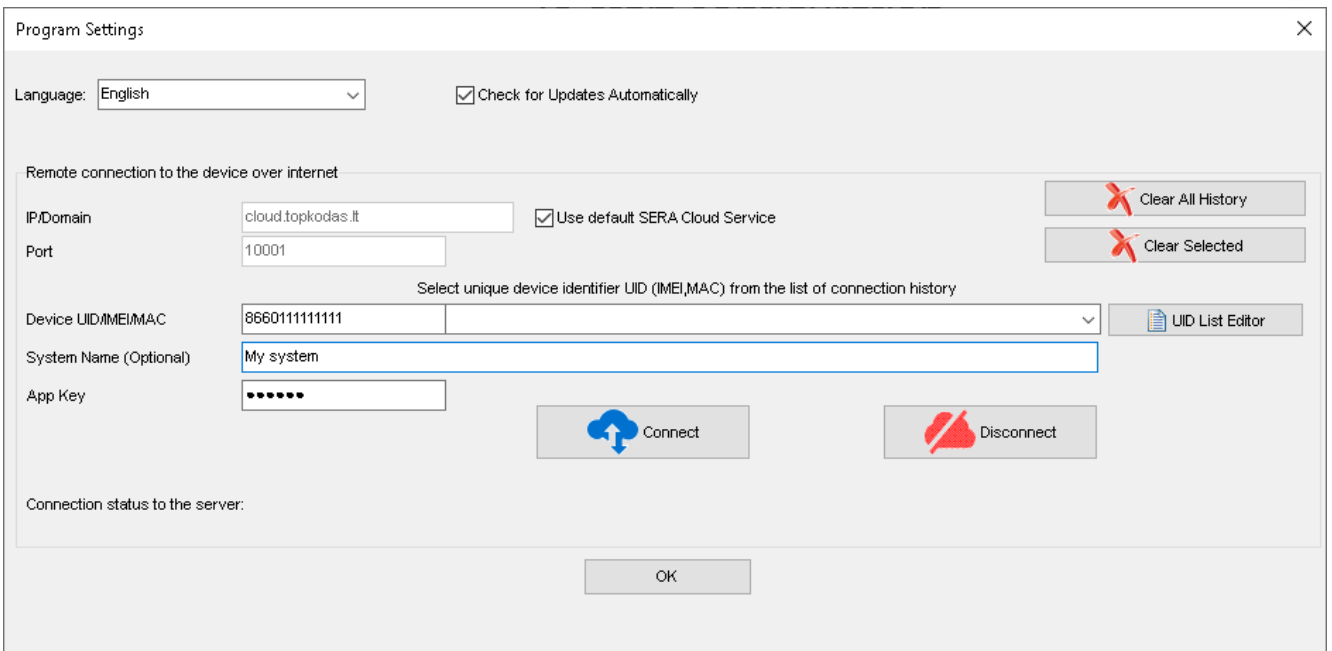 Program Settings
Language: English
Check for Updates Automatically
Remote connection to the device over internet
IP/Domain cloud.topkodas.lt
Use default SERA Cloud Service
Clear All History
Port 10001
Clear Selected
Select unique device identifier UID (IMEI,MAC) from the list of connection history
Device UID/IMEI/MAC 8660111111111
UID List Editor
System Name (Optional) My system
App Key ••••••
Connect
Disconnect
Connection status to the server:
OK